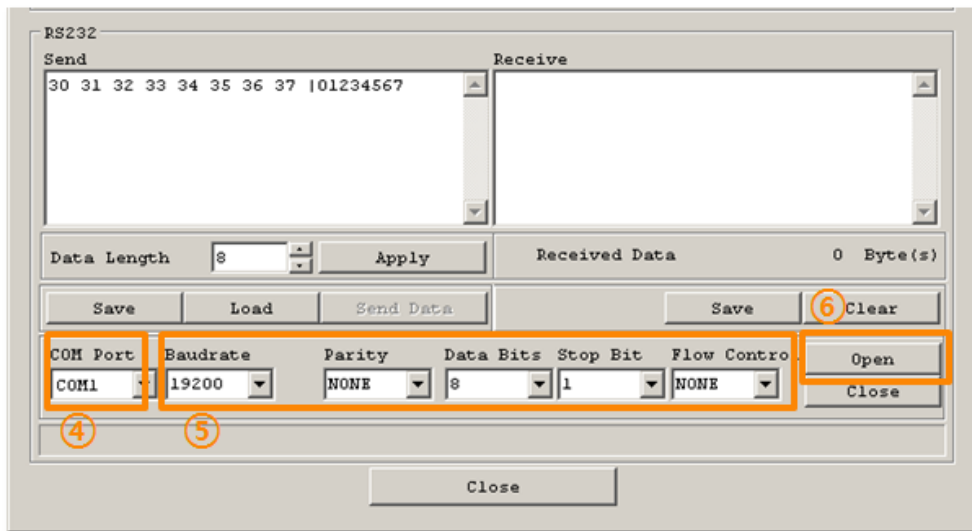 RS232
Send Receive
30 31 32 33 34 35 36 37 |01234567
Data Length 8 Apply Received Data 0 Byte(s)
Save Load Send Data Save ⑥ Clear
COM Port Baudrate Parity Data Bits Stop Bit Flow Contro Open
COM1 19200 NONE 8 1 NONE Close
④ ⑤
Close